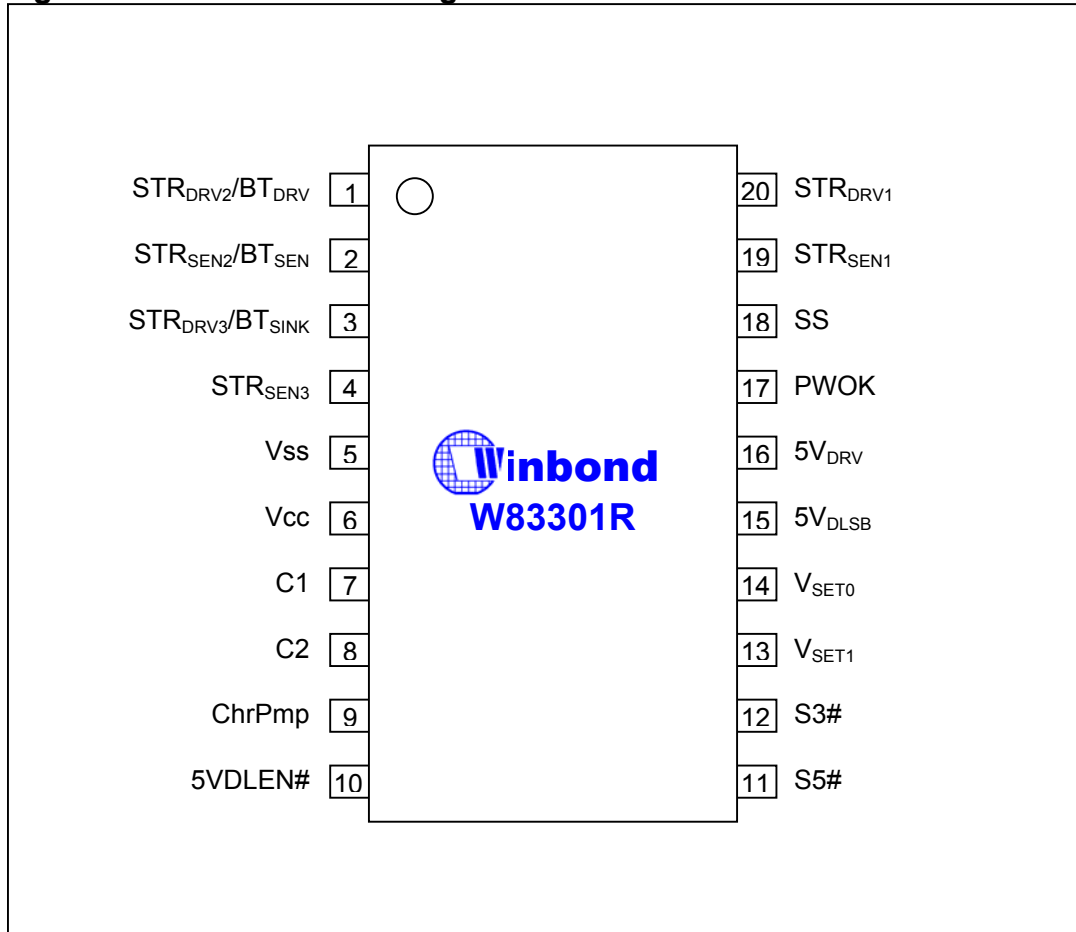 STRDRV2/BTDRV 1
STRSEN2/BTSEN 2
STRDRV3/BTSINK 3
STRSEN3 4
Vss 5
Vcc 6
C1 7
C2 8
ChrPmp 9
5VDLEN# 10
Winbond
W83301R
20 STRDRV1
19 STRSEN1
18 SS
17 PWOK
16 5VDRV
15 5VDLSB
14 VSET0
13 VSET1
12 S3#
11 S5#